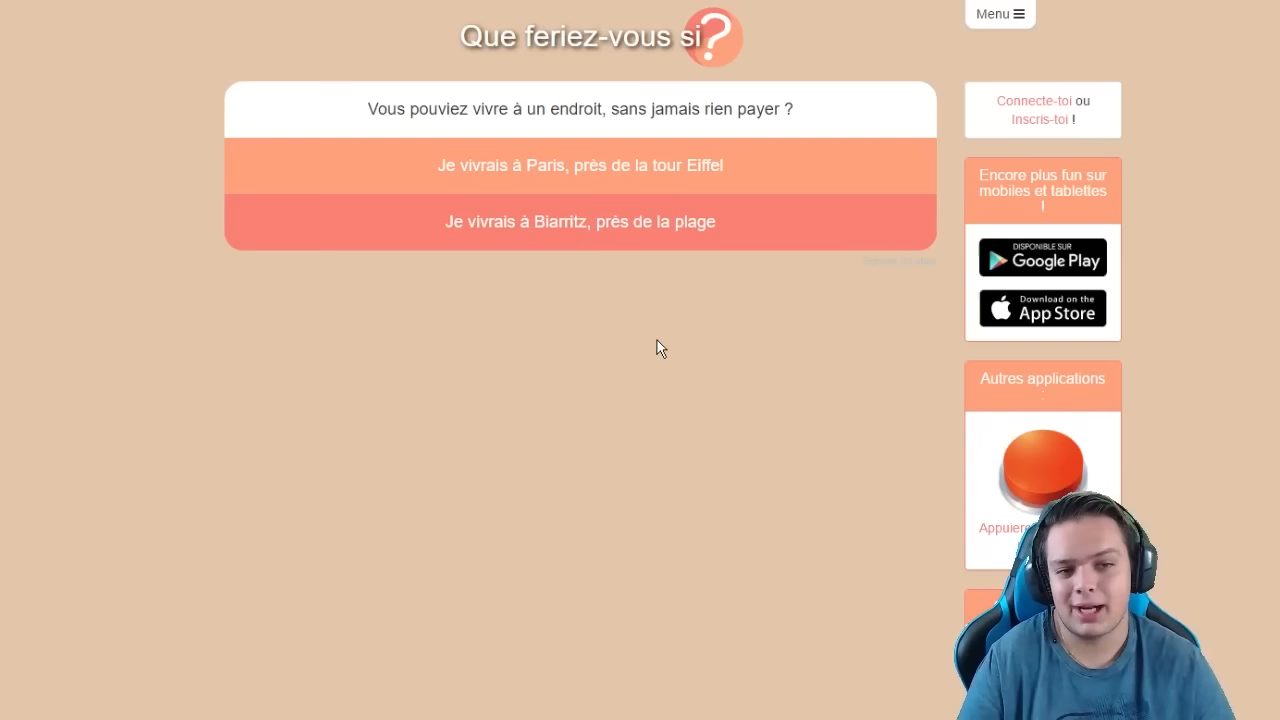 Que feriez-vous si ?
Menu
Vous pouviez vivre à un endroit, sans jamais rien payer ?
Je vivrais à Paris, près de la tour Eiffel
Je vivrais à Biarritz, près de la plage
Connecte-toi ou
Inscris-toi !
Encore plus fun sur
mobiles et tablettes
!
DISPONIBLE SUR
Google Play
Download on the
App Store
Autres applications
: